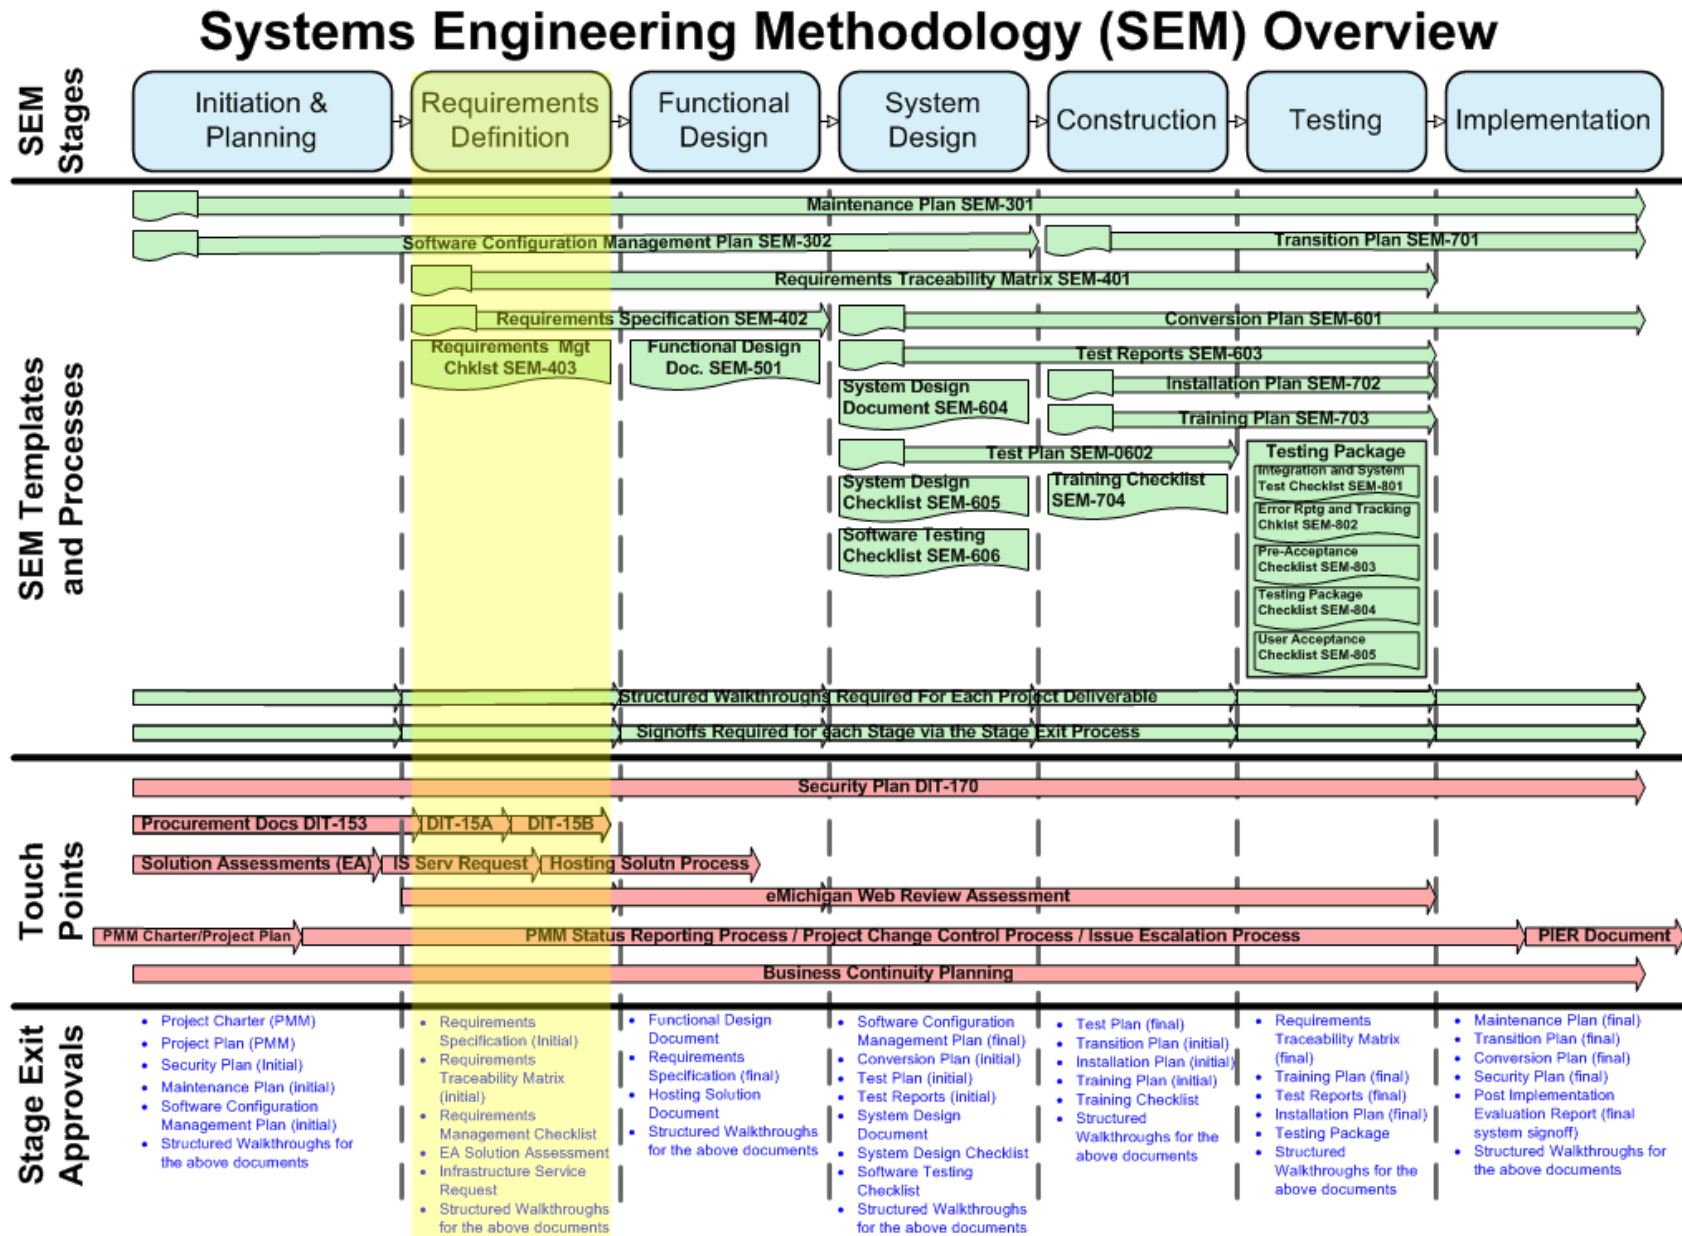 Systems Engineering Methodology (SEM) Overview
SEM
Stages
Initiation &
Planning
Requirements
Definition
Functional
Design
System
Design
Construction
Testing
Implementation
SEM Templates
and Processes
Maintenance Plan SEM-301
Software Configuration Management Plan SEM-302
Transition Plan SEM-701
Requirements Traceability Matrix SEM-401
Requirements Specification SEM-402
Conversion Plan SEM-601
Requirements Mgt
Chklst SEM-403
Functional Design
Doc. SEM-501
Test Reports SEM-603
System Design
Document SEM-604
Installation Plan SEM-702
Training Plan SEM-703
Test Plan SEM-0602
System Design
Checklist SEM-605
Training Checklist
SEM-704
Software Testing
Checklist SEM-606
Testing Package
Integration and System
Test Checklst SEM-801
Error Rptg and Tracking
Chklst SEM-802
Pre-Acceptance
Checklist SEM-803
Testing Package
Checklist SEM-804
User Acceptance
Checklist SEM-805
Structured Walkthroughs Required For Each Project Deliverable
Signoffs Required for each Stage via the Stage Exit Process
Touch
Points
Security Plan DIT-170
Procurement Docs DIT-153
DIT-15A
DIT-15B
Solution Assessments (EA)
IS Serv Request
Hosting Solutn Process
eMichigan Web Review Assessment
PMM Charter/Project Plan
PMM Status Reporting Process / Project Change Control Process / Issue Escalation Process
PIER Document
Business Continuity Planning
Stage Exit
Approvals
• Project Charter (PMM)
• Project Plan (PMM)
• Security Plan (Initial)
• Maintenance Plan (initial)
• Software Configuration
Management Plan (initial)
• Structured Walkthroughs for
the above documents
• Requirements
Specification (Initial)
• Requirements
Traceability Matrix
(initial)
• Requirements
Management Checklist
• EA Solution Assessment
• Infrastructure Service
Request
• Structured Walkthroughs
for the above documents
• Functional Design
Document
• Requirements
Specification (final)
• Hosting Solution
Document
• Structured Walkthroughs
for the above documents
• Software Configuration
Management Plan (final)
• Conversion Plan (initial)
• Test Plan (initial)
• Test Reports (initial)
• System Design
Document
• System Design Checklist
• Software Testing
Checklist
• Structured Walkthroughs
for the above documents
• Test Plan (final)
• Transition Plan (initial)
• Installation Plan (initial)
• Training Plan (initial)
• Training Checklist
• Structured
Walkthroughs for the
above documents
• Requirements
Traceability Matrix
(final)
• Training Plan (final)
• Test Reports (final)
• Installation Plan (final)
• Testing Package
• Structured
Walkthroughs for the
above documents
• Maintenance Plan (final)
• Transition Plan (final)
• Conversion Plan (final)
• Security Plan (final)
• Post Implementation
Evaluation Report (final
system signoff)
• Structured Walkthroughs for
the above documents